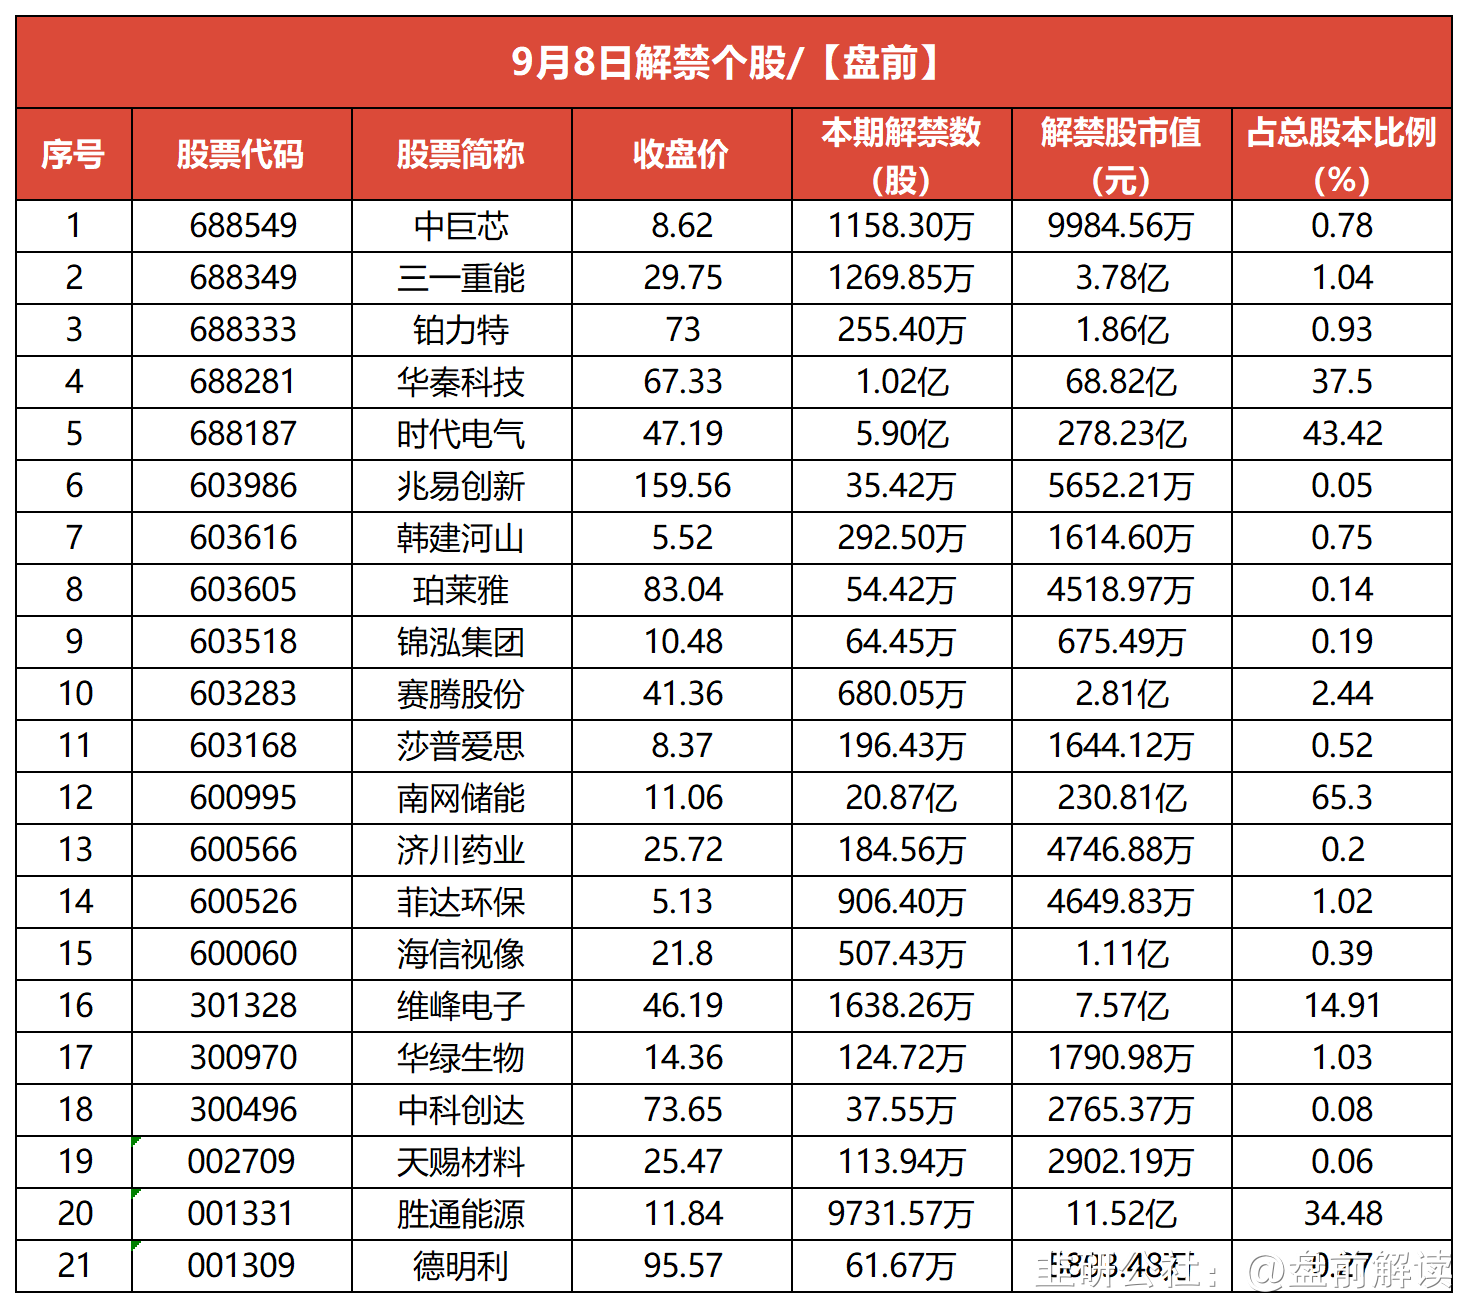 9月8日解禁个股/【盘前】
序号 股票代码 股票简称 收盘价 本期解禁数(股) 解禁股市值(元) 占总股本比例(%)
1 688549 中巨芯 8.62 1158.30万 9984.56万 0.78
2 688349 三一重能 29.75 1269.85万 3.78亿 1.04
3 688333 铂力特 73 255.40万 1.86亿 0.93
4 688281 华秦科技 67.33 1.02亿 68.82亿 37.5
5 688187 时代电气 47.19 5.90亿 278.23亿 43.42
6 603986 兆易创新 159.56 35.42万 5652.21万 0.05
7 603616 韩建河山 5.52 292.50万 1614.60万 0.75
8 603605 珀莱雅 83.04 54.42万 4518.97万 0.14
9 603518 锦泓集团 10.48 64.45万 675.49万 0.19
10 603283 赛腾股份 41.36 680.05万 2.81亿 2.44
11 603168 莎普爱思 8.37 196.43万 1644.12万 0.52
12 600995 南网储能 11.06 20.87亿 230.81亿 65.3
13 600566 济川药业 25.72 184.56万 4746.88万 0.2
14 600526 菲达环保 5.13 906.40万 4649.83万 1.02
15 600060 海信视像 21.8 507.43万 1.11亿 0.39
16 301328 维峰电子 46.19 1638.26万 7.57亿 14.91
17 300970 华绿生物 14.36 124.72万 1790.98万 1.03
18 300496 中科创达 73.65 37.55万 2765.37万 0.08
19 002709 天赐材料 25.47 113.94万 2902.19万 0.06
20 001331 胜通能源 11.84 9731.57万 11.52亿 34.48
21 001309 德明利 95.57 61.67万 5893.48万 0.27
韭研公社：@盘前解读